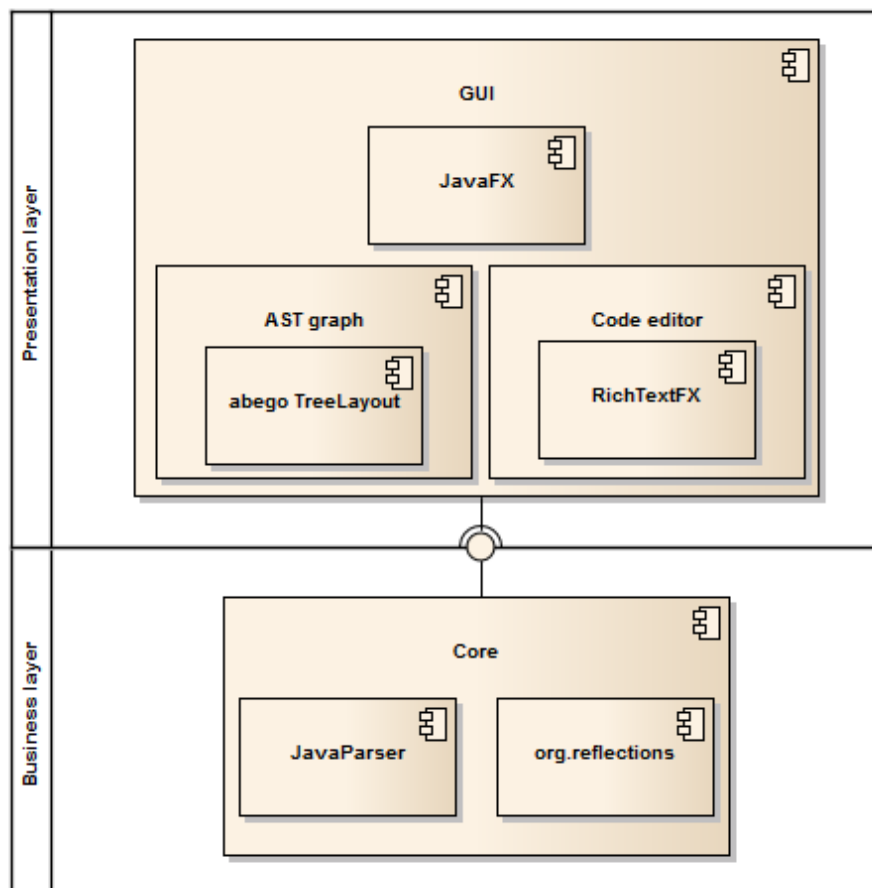 Presentation layer
GUI
JavaFX
AST graph
Code editor
abego TreeLayout
RichTextFX
Business layer
Core
JavaParser
org.reflections